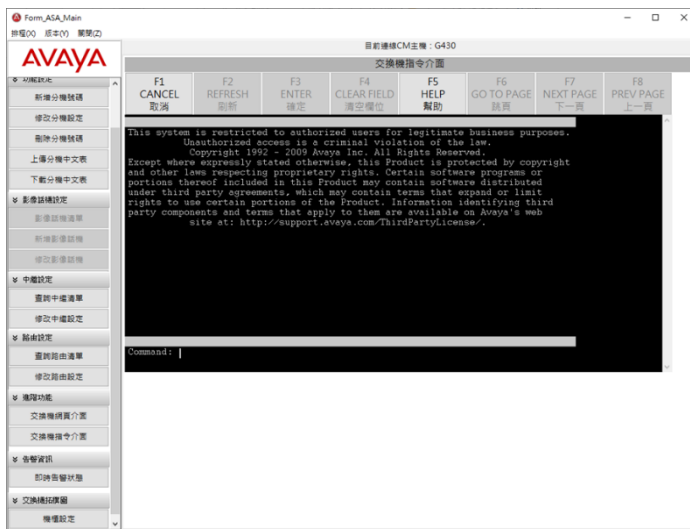 Form_ASA_Main
排程(X) 版本(Y) 關閉(Z)
AVAYA
目前連線CM主機：G430
交換機指令介面
功能設定
新增分機號碼
修改分機設定
刪除分機號碼
上傳分機中文表
下載分機中文表
影像話機設定
影像話機清單
新增影像話機
修改影像話機
中繼設定
查詢中繼清單
修改中繼設定
路由設定
查詢路由清單
修改路由設定
進階功能
交換機網頁介面
交換機指令介面
告警資訊
即時告警狀態
交換機拓撲圖
機櫃設定
F1 F2 F3 F4 F5 F6 F7 F8
CANCEL REFRESH ENTER CLEAR FIELD HELP GO TO PAGE NEXT PAGE PREV PAGE
取消 刷新 確定 清空欄位 幫助 跳頁 下一頁 上一頁
This system is restricted to authorized users for legitimate business purposes.
Unauthorized access is a criminal violation of the law.
Copyright 1992 - 2009 Avaya Inc. All Rights Reserved.
Except where expressly stated otherwise, this Product is protected by copyright
and other laws respecting proprietary rights. Certain software programs or
portions thereof included in this Product may contain software distributed
under third party agreements, which may contain terms that expand or limit
rights to use certain portions of the Product. Information identifying third
party components and terms that apply to them are available on Avaya's web
site at: http://support.avaya.com/ThirdPartyLicense/.
Command: